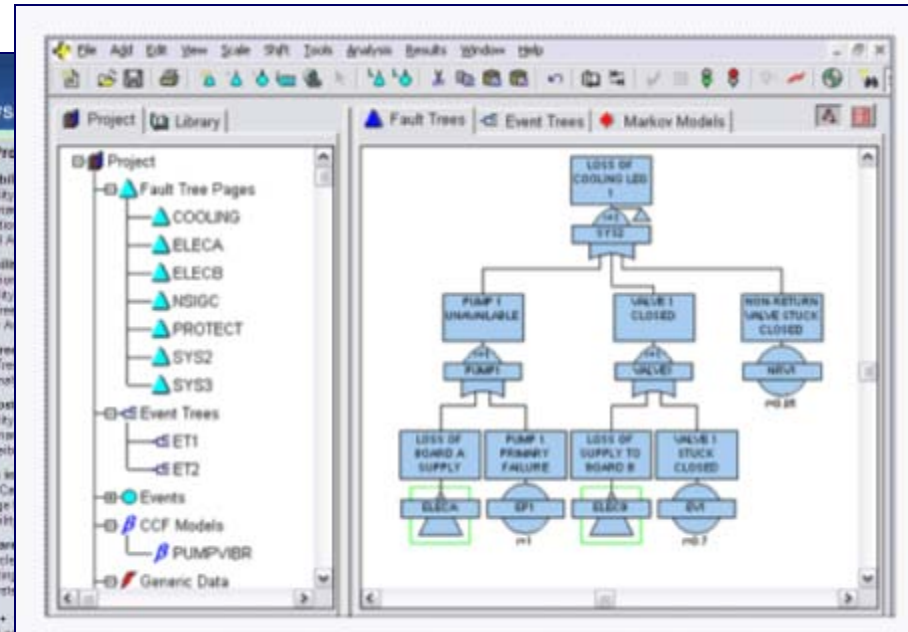 File Add Edit View Scale Shift Tools Analysis Results Window Help
Project
Library
Project
Fault Tree Pages
COOLING
ELECA
ELECB
NSIGC
PROTECT
SYS2
SYS3
Event Trees
ET1
ET2
Events
CCF Models
PUMPVIBR
Generic Data
Fault Trees
Event Trees
Markov Models
LOSS OF
COOLING LEG
1
SYS2
PUMP 1
UNAVAILABLE
PUMP1
VALVE 1
CLOSED
VALVE1
NON-RETURN
VALVE STUCK
CLOSED
NRV1
LOSS OF
BOARD A
SUPPLY
ELECA
PUMP 1
PRIMARY
FAILURE
EP1
r=1
LOSS OF
SUPPLY TO
BOARD B
ELECB
VALVE 1
STUCK
CLOSED
EV1